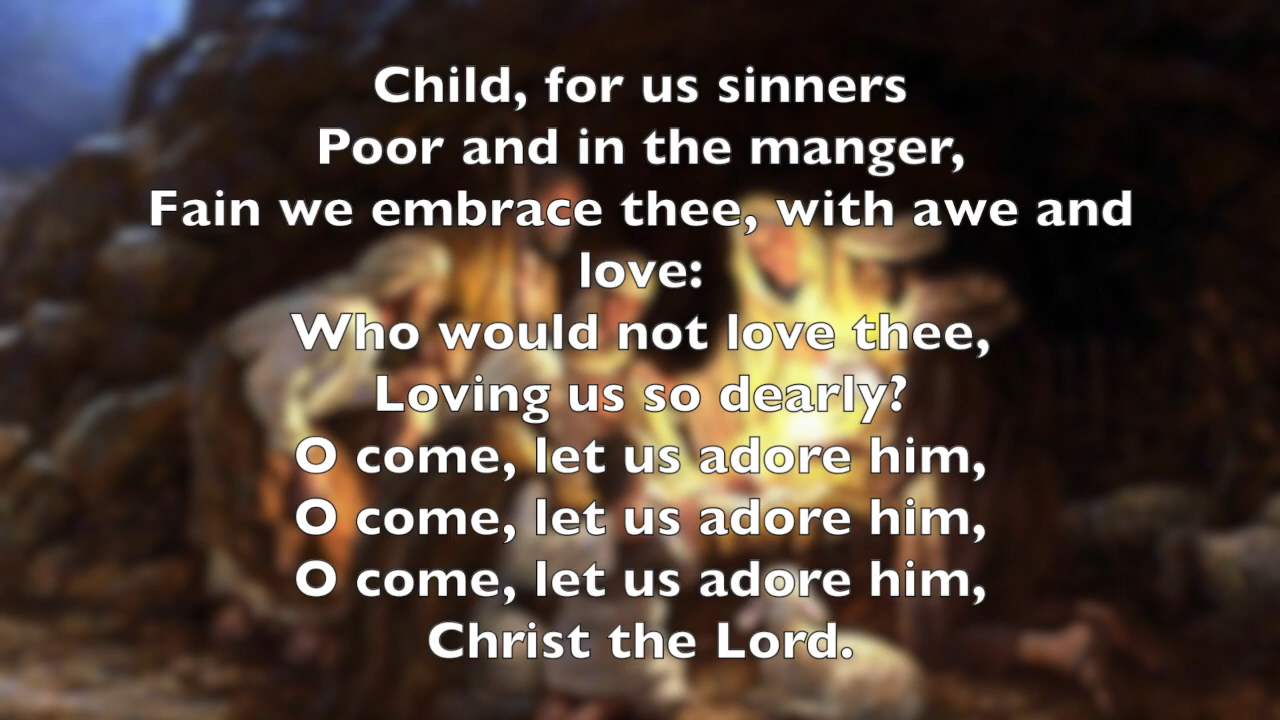 Child, for us sinners
Poor and in the manger,
Fain we embrace thee, with awe and
love:
Who would not love thee,
Loving us so dearly?
O come, let us adore him,
O come, let us adore him,
O come, let us adore him,
Christ the Lord.